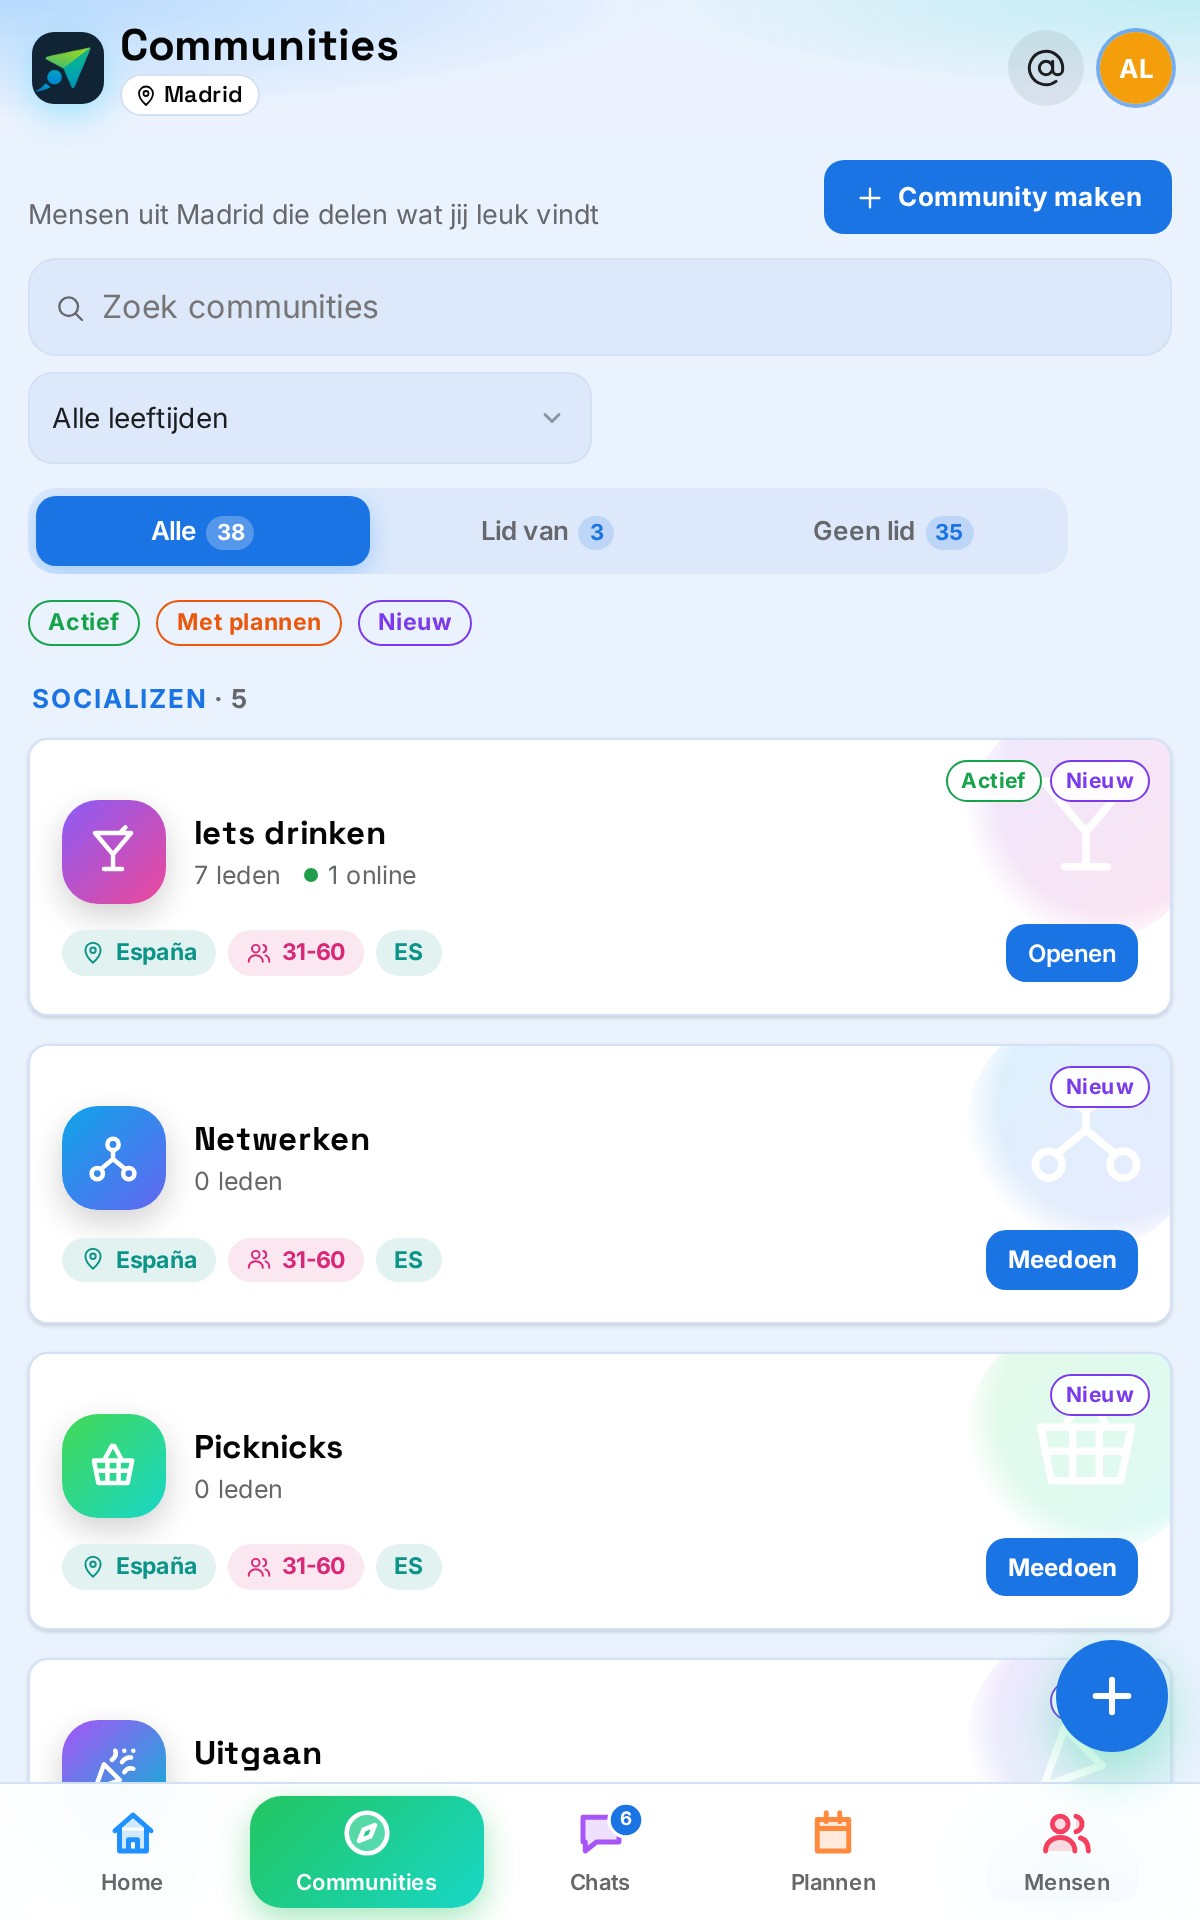 Communities
Madrid
@
AL
Mensen uit Madrid die delen wat jij leuk vindt
Community maken
Zoek communities
Alle leeftijden
Alle 38
Lid van 3
Geen lid 35
Actief
Met plannen
Nieuw
SOCIALIZEN · 5
Actief
Nieuw
Iets drinken
7 leden
1 online
España
31-60
ES
Openen
Nieuw
Netwerken
0 leden
España
31-60
ES
Meedoen
Nieuw
Picknicks
0 leden
España
31-60
ES
Meedoen
Uitgaan
Home
Communities
6
Chats
Plannen
Mensen